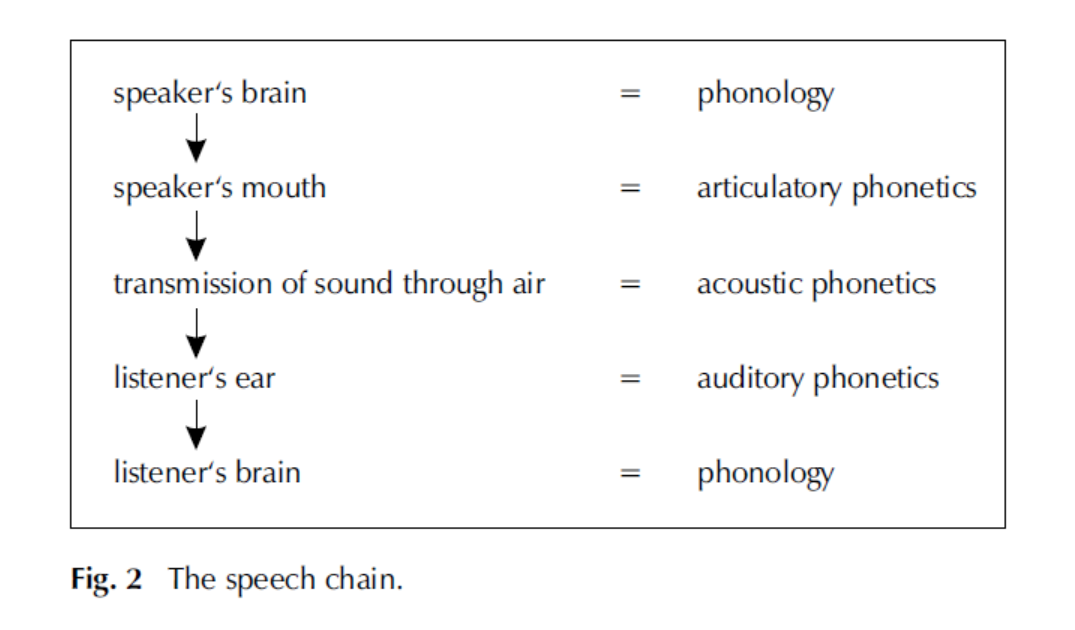 speaker‘s brain = phonology
speaker‘s mouth = articulatory phonetics
transmission of sound through air = acoustic phonetics
listener‘s ear = auditory phonetics
listener‘s brain = phonology
Fig. 2 The speech chain.